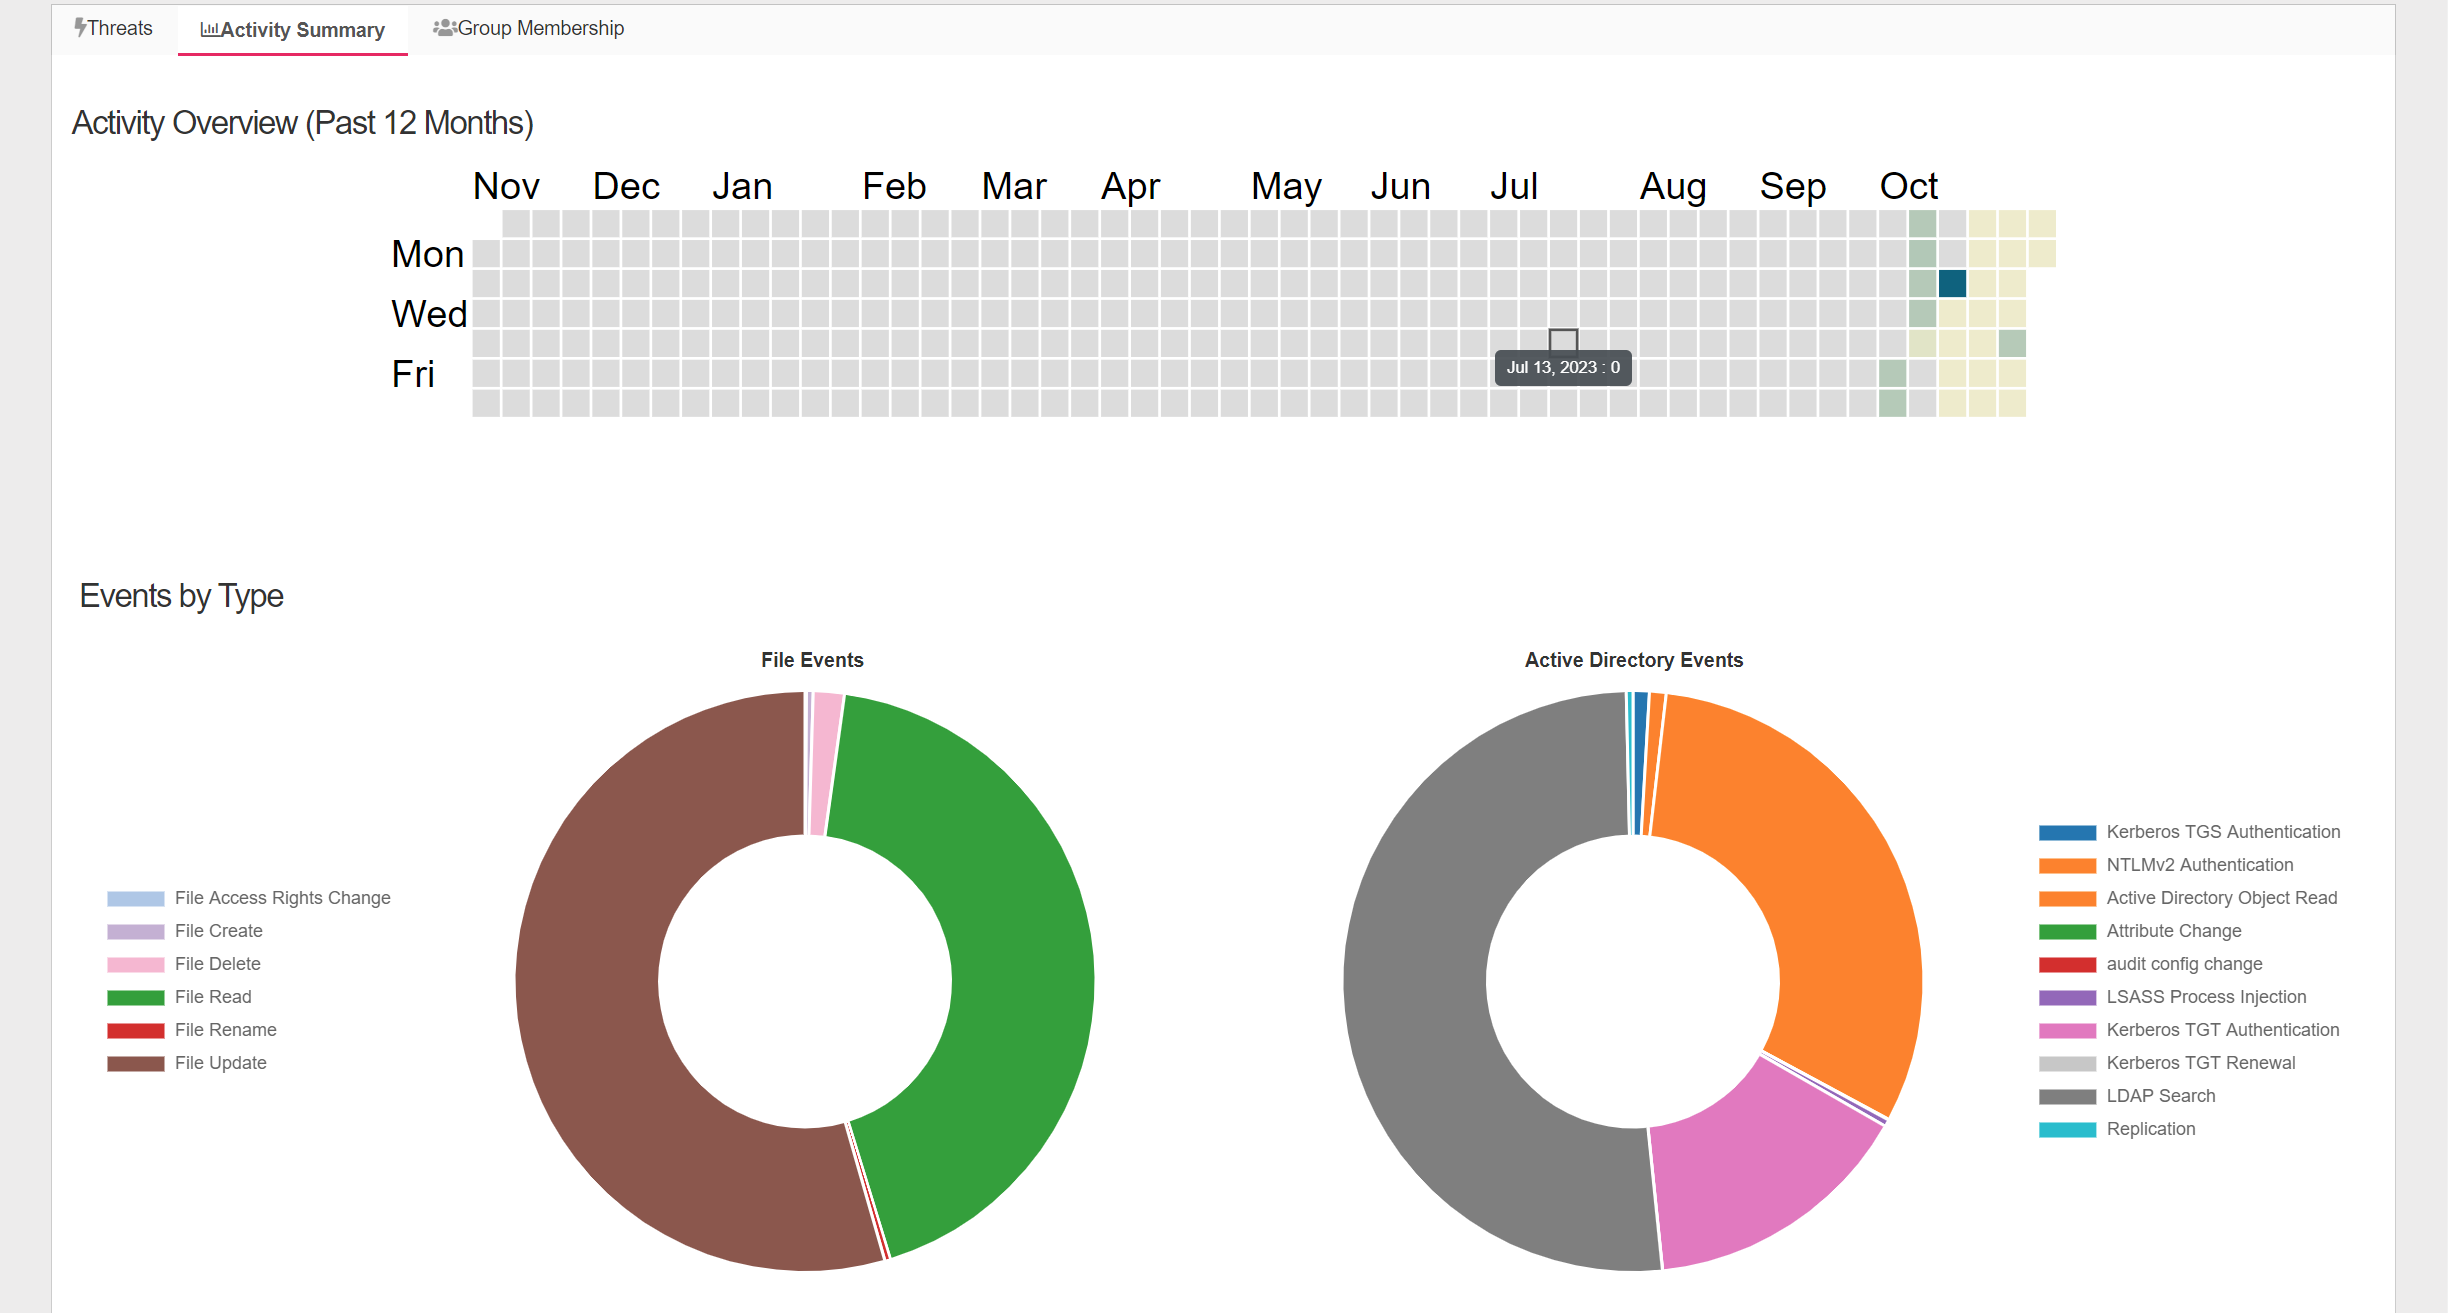 Threats
Activity Summary
Group Membership
Activity Overview (Past 12 Months)
Nov Dec Jan Feb Mar Apr May Jun Jul Aug Sep Oct
Mon
Wed
Fri
Jul 13, 2023 : 0
Events by Type
File Events
File Access Rights Change
File Create
File Delete
File Read
File Rename
File Update
Active Directory Events
Kerberos TGS Authentication
NTLMv2 Authentication
Active Directory Object Read
Attribute Change
audit config change
LSASS Process Injection
Kerberos TGT Authentication
Kerberos TGT Renewal
LDAP Search
Replication